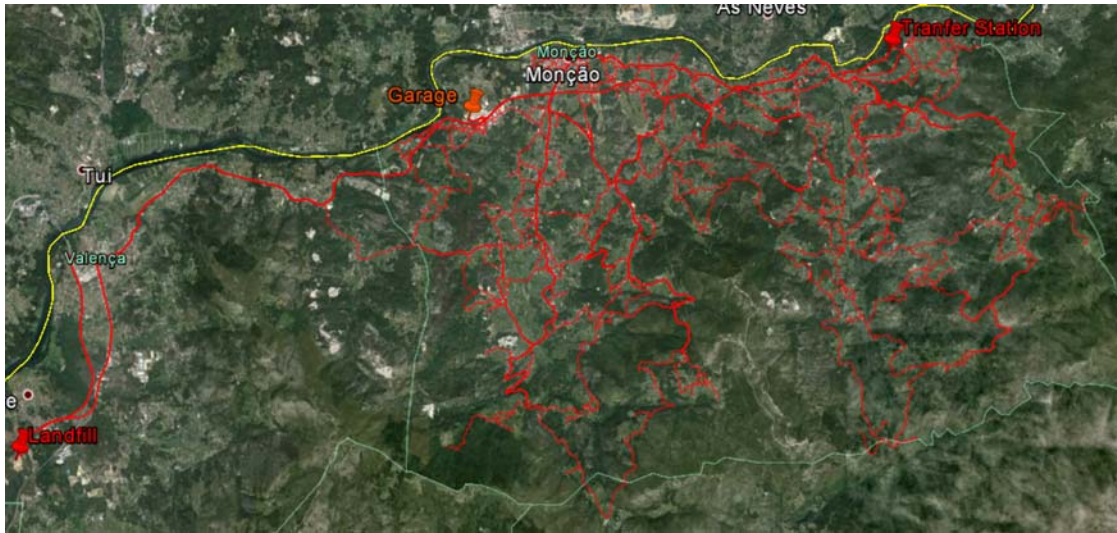 As Neves
Tranfer Station
Monção
Monção
Garage
Tui
Valença
e
Landfill